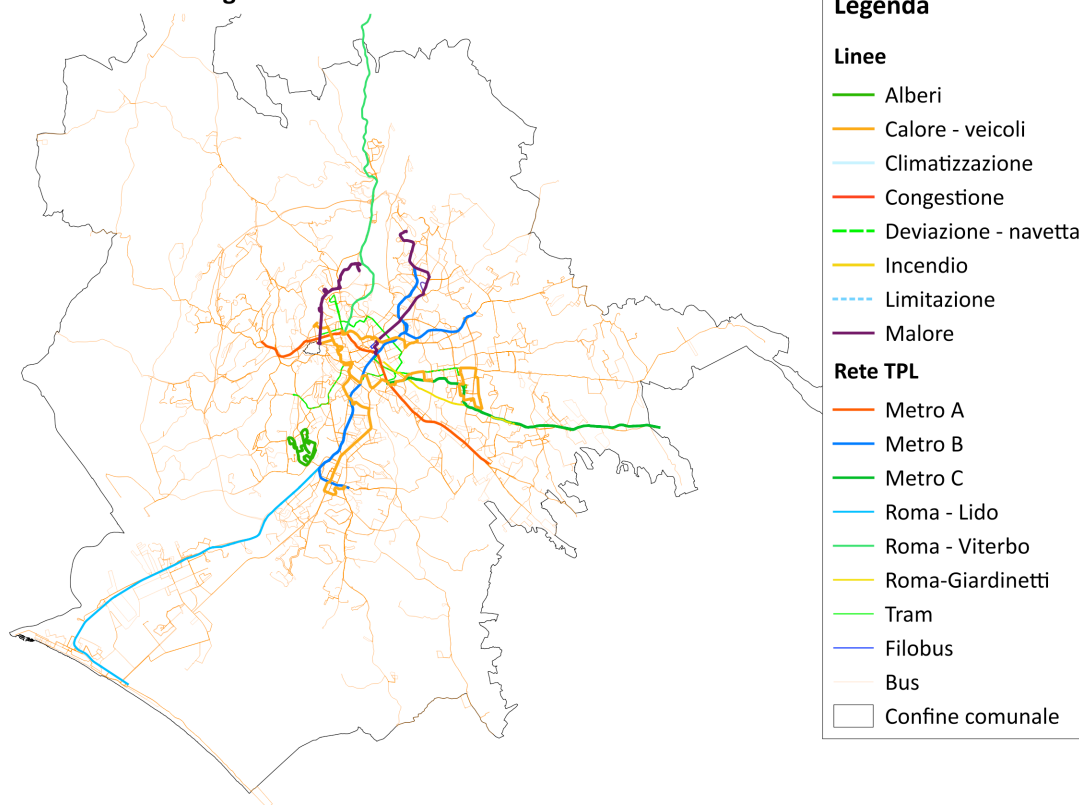 Legenda
Linee
Alberi
Calore - veicoli
Climatizzazione
Congestione
Deviazione - navetta
Incendio
Limitazione
Malore
Rete TPL
Metro A
Metro B
Metro C
Roma - Lido
Roma - Viterbo
Roma-Giardinetti
Tram
Filobus
Bus
Confine comunale